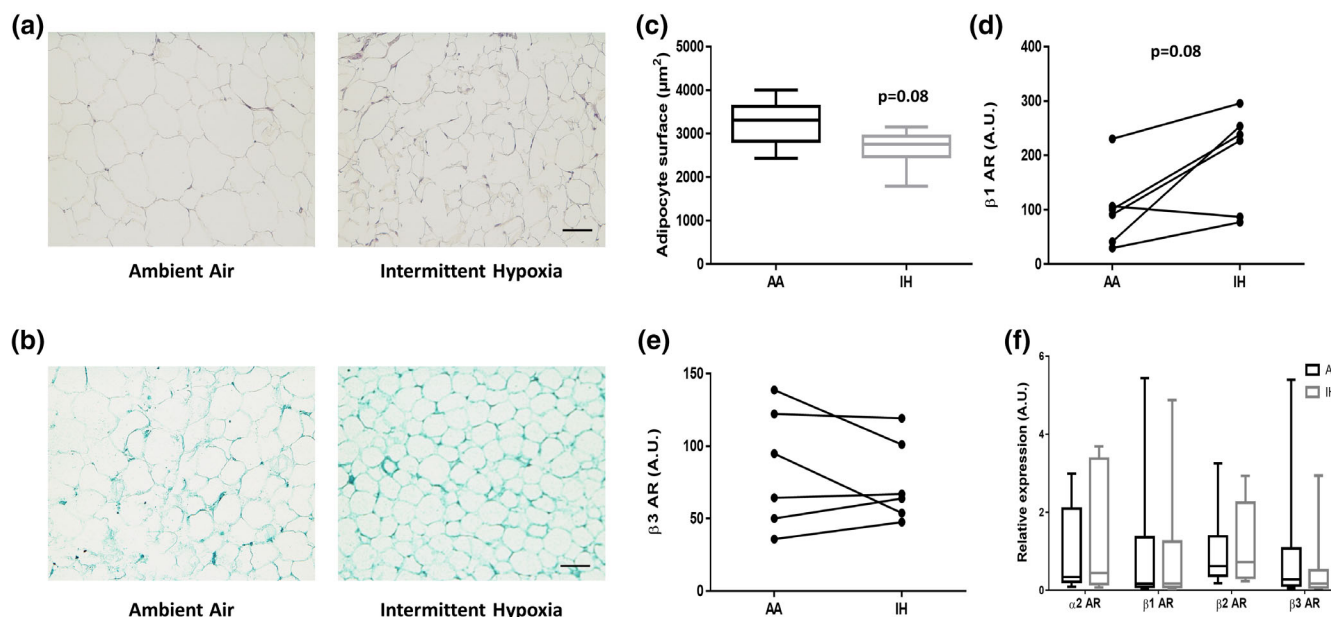 (a)
Ambient Air
Intermittent Hypoxia
(b)
Ambient Air
Intermittent Hypoxia
(c)
Adipocyte surface (µm²)
5000
4000
3000
2000
1000
0
p=0.08
AA
IH
(d)
β1 AR (A.U.)
400
300
200
100
0
p=0.08
AA
IH
(e)
β3 AR (A.U.)
150
100
50
0
AA
IH
(f)
Relative expression (A.U.)
6
4
2
0
α2 AR
β1 AR
β2 AR
β3 AR